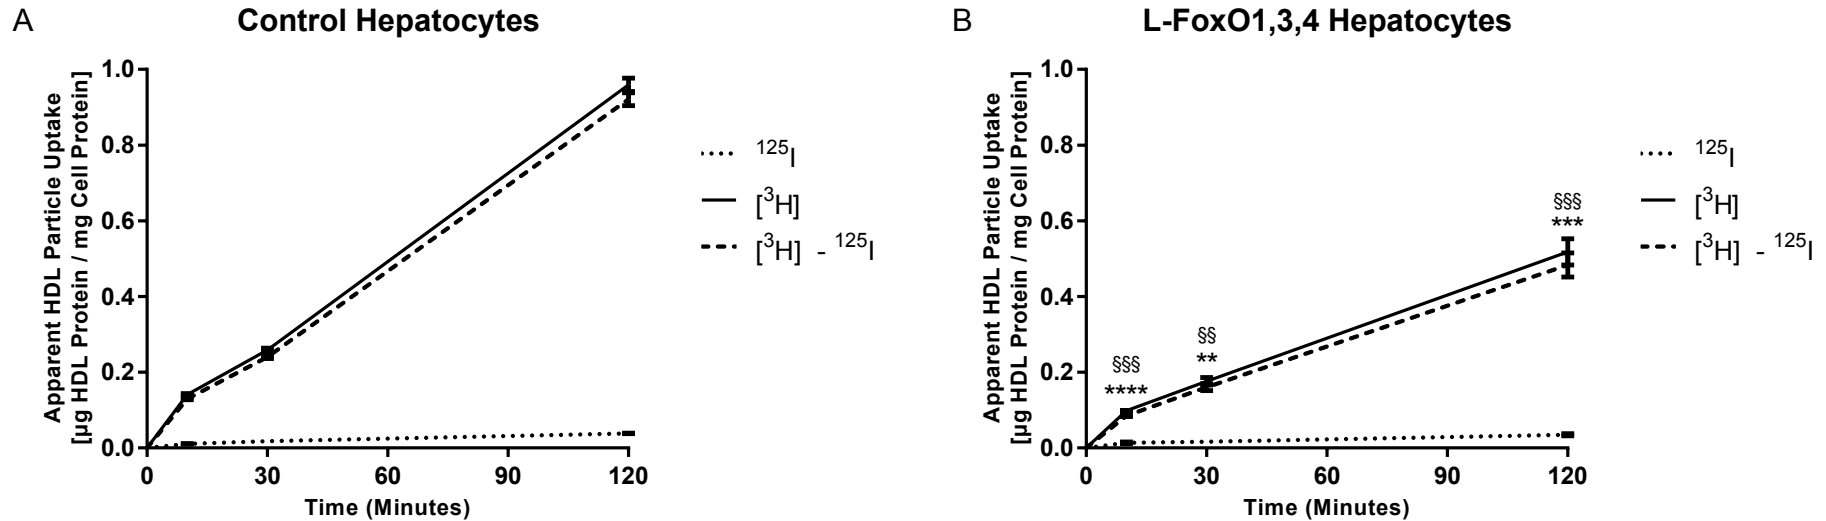 A
Control Hepatocytes
Apparent HDL Particle Uptake
[µg HDL Protein / mg Cell Protein]
1.0
0.8
0.6
0.4
0.2
0.0
0
30
60
90
120
Time (Minutes)
¹²⁵I
[³H]
[³H] - ¹²⁵I
B
L-FoxO1,3,4 Hepatocytes
Apparent HDL Particle Uptake
[µg HDL Protein / mg Cell Protein]
1.0
0.8
0.6
0.4
0.2
0.0
§§§
****
§§
**
§§§
***
0
30
60
90
120
Time (Minutes)
¹²⁵I
[³H]
[³H] - ¹²⁵I